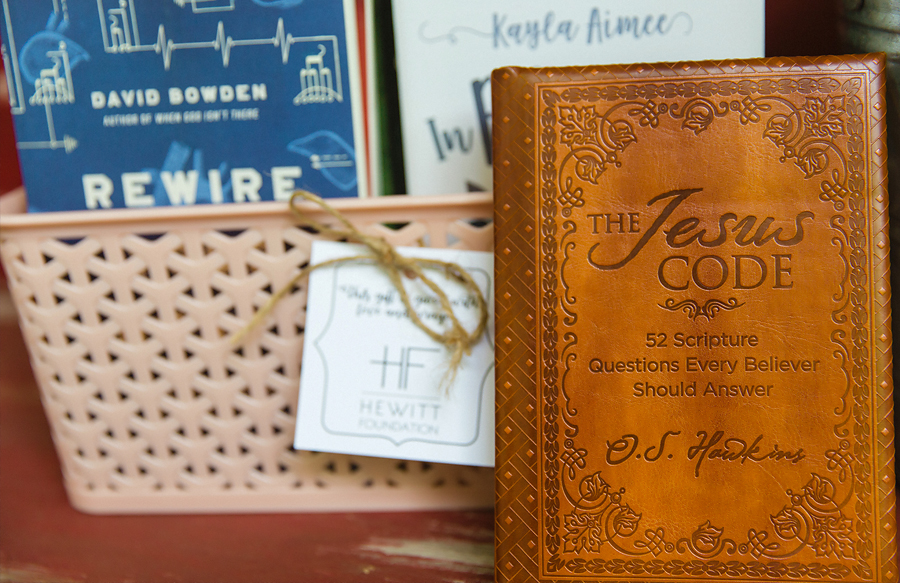 DAVID BOWDEN
AUTHOR OF WHEN GOD ISN'T THERE
REWIRE
Kayla Aimee
In
HF
HEWITT
FOUNDATION
THE Jesus
CODE
52 Scripture
Questions Every Believer
Should Answer
O.S. Hawkins